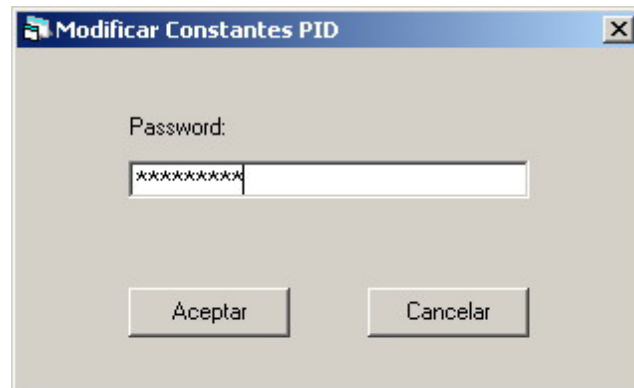 Modificar Constantes PID
Password:
*********
Aceptar
Cancelar